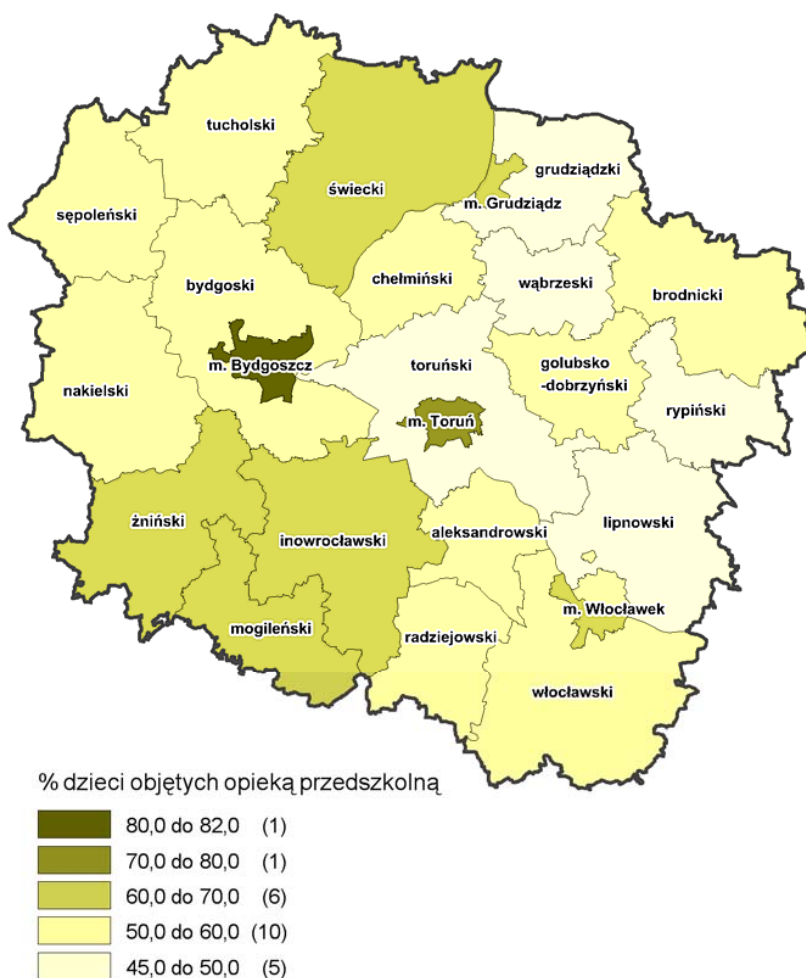 tucholski
świecki
grudziądzki
m. Grudziądz
sępoleński
bydgoski
chełmiński
wąbrzeski
brodnicki
m. Bydgoszcz
toruński
golubsko
-dobrzyński
nakielski
rypiński
m. Toruń
żniński
inowrocławski
aleksandrowski
lipnowski
mogileński
radziejowski
m. Włocławek
włocławski
% dzieci objętych opieką przedszkolną
80,0 do 82,0 (1)
70,0 do 80,0 (1)
60,0 do 70,0 (6)
50,0 do 60,0 (10)
45,0 do 50,0 (5)